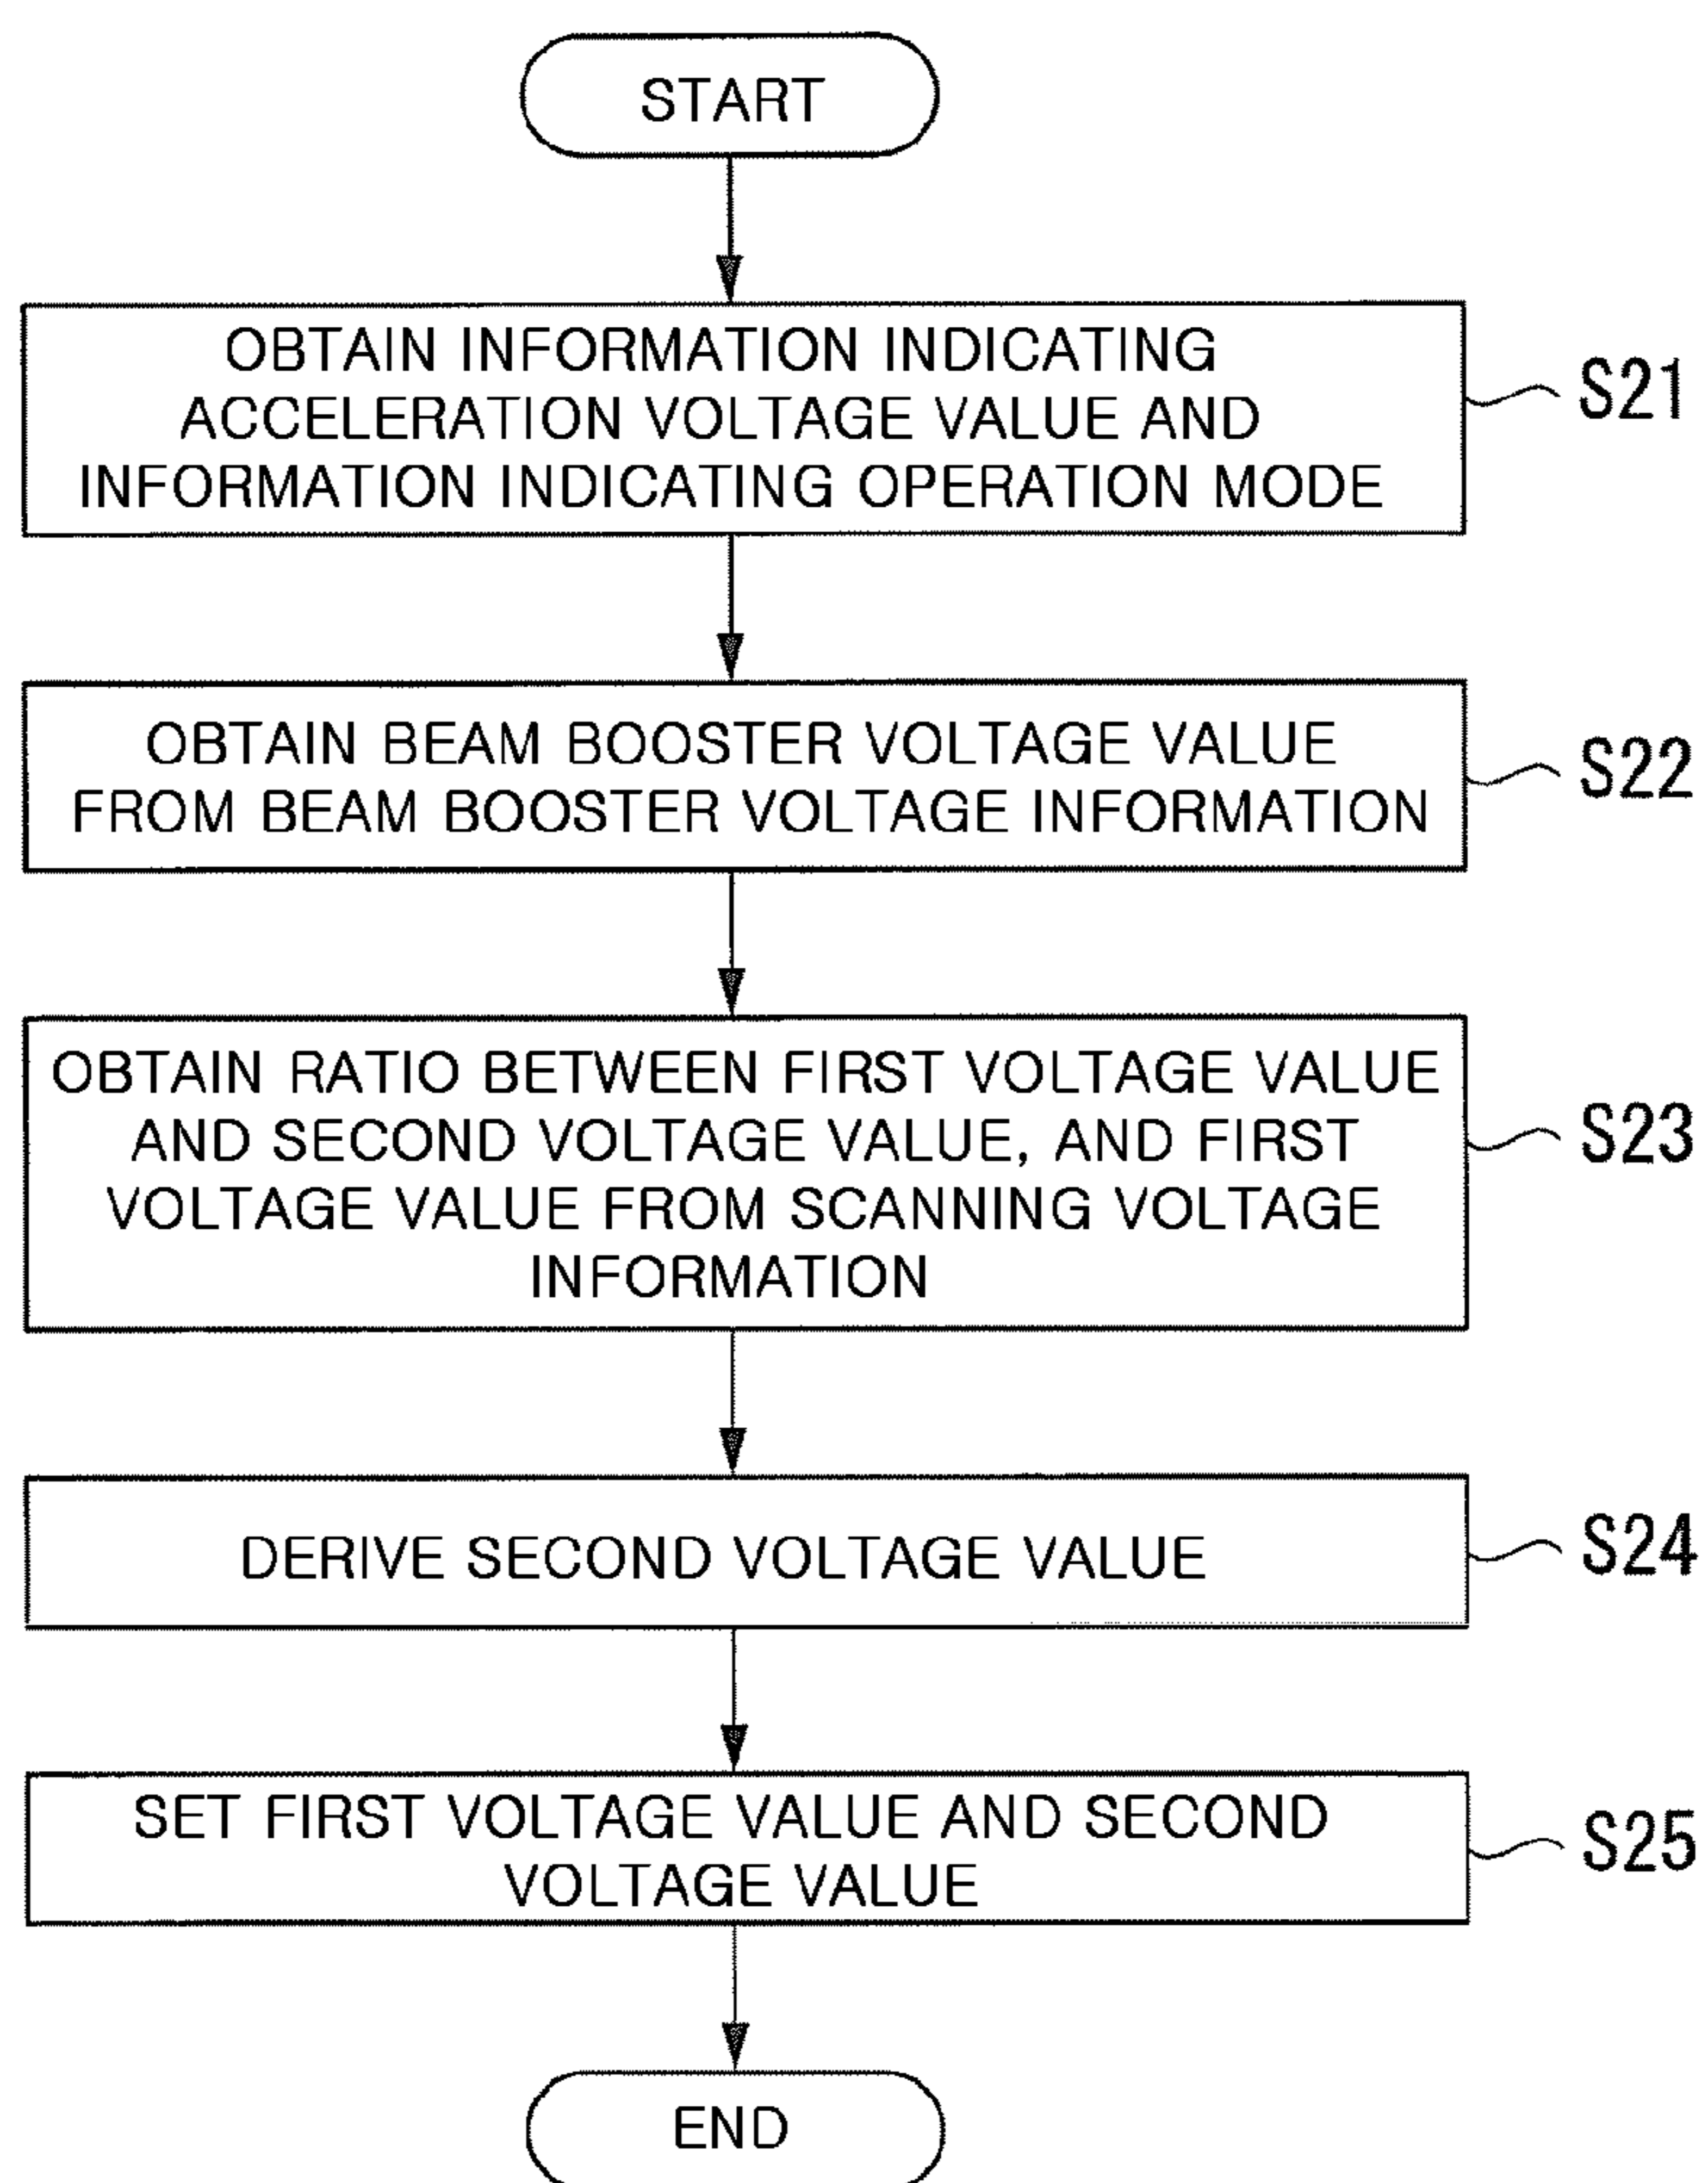 START
OBTAIN INFORMATION INDICATING
ACCELERATION VOLTAGE VALUE AND
INFORMATION INDICATING OPERATION MODE
S21
OBTAIN BEAM BOOSTER VOLTAGE VALUE
FROM BEAM BOOSTER VOLTAGE INFORMATION
S22
OBTAIN RATIO BETWEEN FIRST VOLTAGE VALUE
AND SECOND VOLTAGE VALUE, AND FIRST
VOLTAGE VALUE FROM SCANNING VOLTAGE
INFORMATION
S23
DERIVE SECOND VOLTAGE VALUE
S24
SET FIRST VOLTAGE VALUE AND SECOND
VOLTAGE VALUE
S25
END